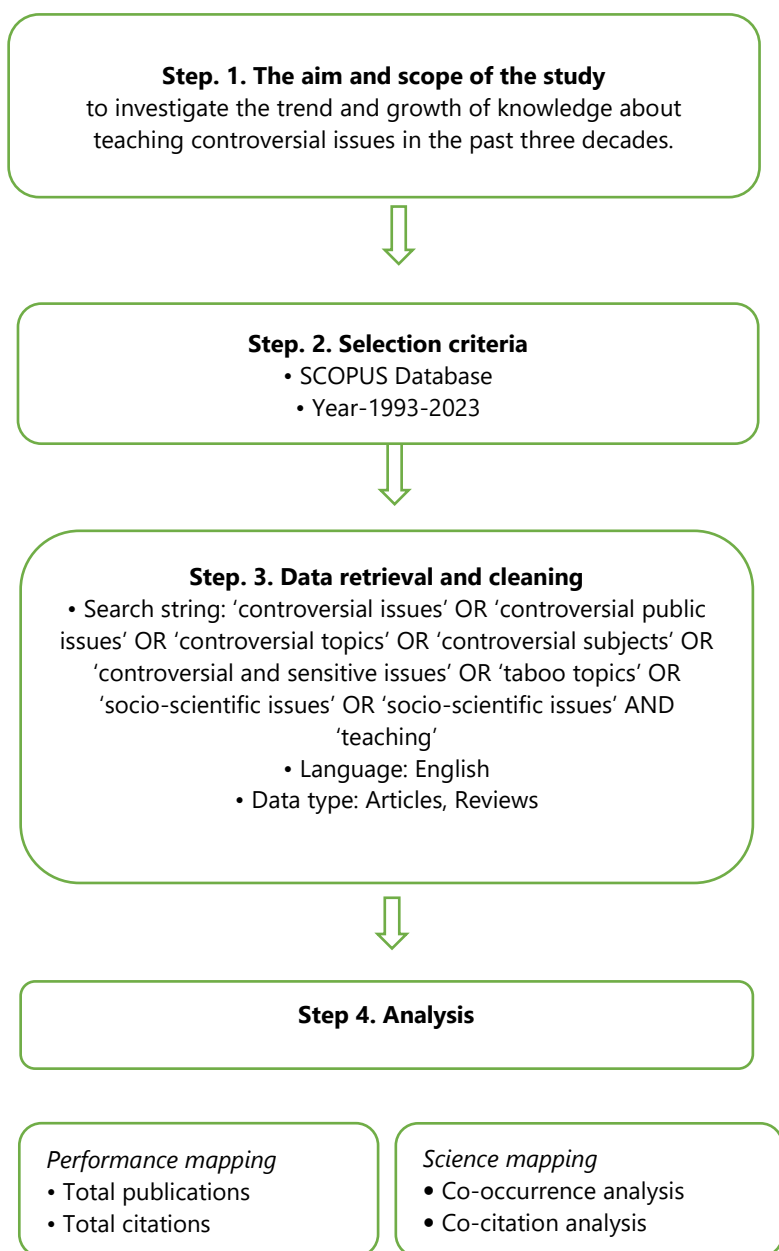 Step. 1. The aim and scope of the study
to investigate the trend and growth of knowledge about
teaching controversial issues in the past three decades.
Step. 2. Selection criteria
• SCOPUS Database
• Year-1993-2023
Step. 3. Data retrieval and cleaning
• Search string: ‘controversial issues’ OR ‘controversial public
issues’ OR ‘controversial topics’ OR ‘controversial subjects’ OR
‘controversial and sensitive issues’ OR ‘taboo topics’ OR
‘socio-scientific issues’ OR ‘socio-scientific issues’ AND
‘teaching’
• Language: English
• Data type: Articles, Reviews
Step 4. Analysis
Performance mapping
• Total publications
• Total citations
Science mapping
• Co-occurrence analysis
• Co-citation analysis